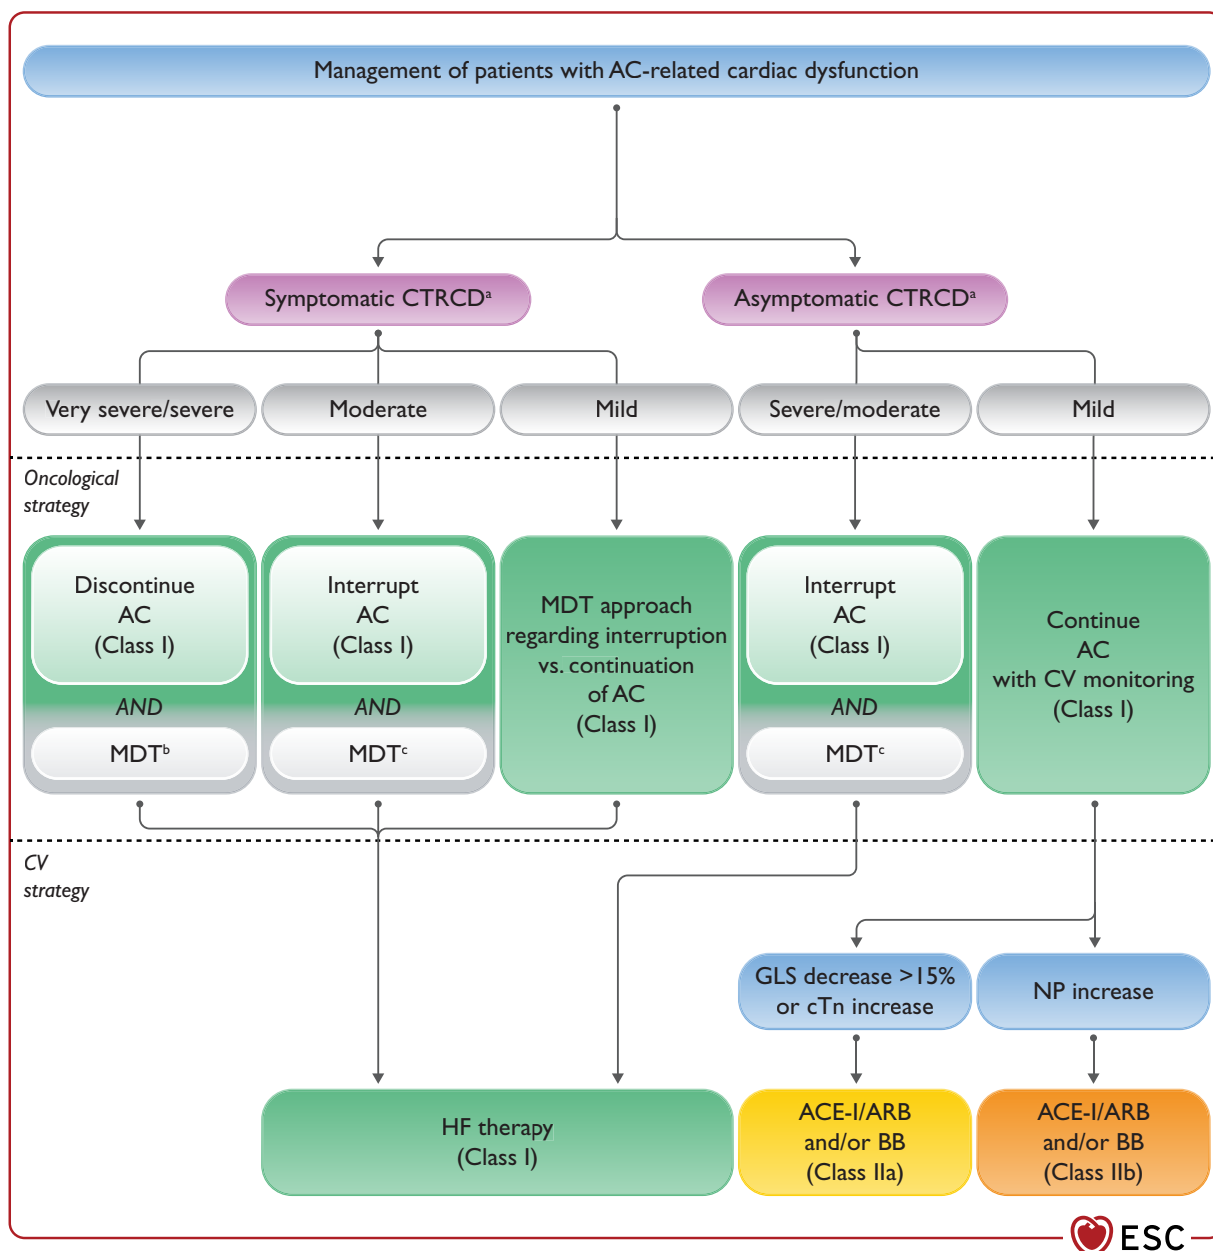 Management of patients with AC-related cardiac dysfunction
Symptomatic CTRCDᵃ
Asymptomatic CTRCDᵃ
Very severe/severe
Moderate
Mild
Severe/moderate
Mild
Oncological
strategy
Discontinue
AC
(Class I)
AND
MDTᵇ
Interrupt
AC
(Class I)
AND
MDTᶜ
MDT approach
regarding interruption
vs. continuation
of AC
(Class I)
Interrupt
AC
(Class I)
AND
MDTᶜ
Continue
AC
with CV monitoring
(Class I)
CV
strategy
GLS decrease >15%
or cTn increase
NP increase
HF therapy
(Class I)
ACE-I/ARB
and/or BB
(Class IIa)
ACE-I/ARB
and/or BB
(Class IIb)
ESC